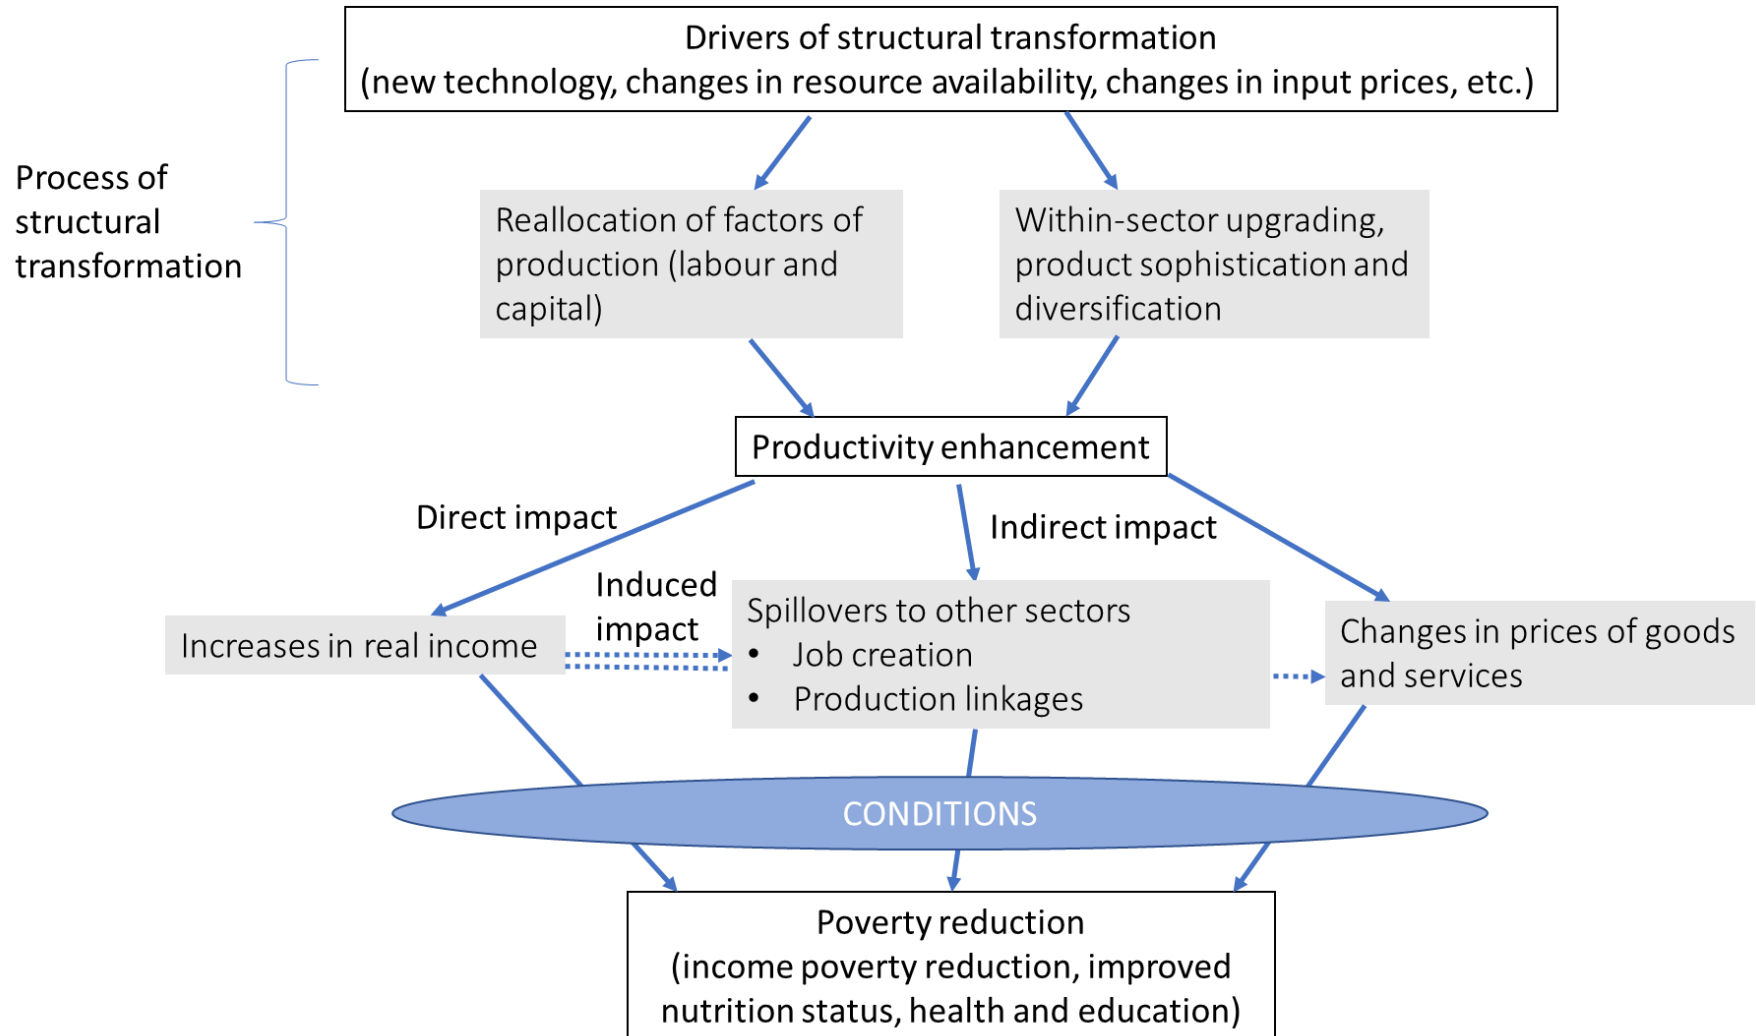 Drivers of structural transformation
(new technology, changes in resource availability, changes in input prices, etc.)
Process of
structural
transformation
Reallocation of factors of
production (labour and
capital)
Within-sector upgrading,
product sophistication and
diversification
Productivity enhancement
Direct impact
Indirect impact
Induced
impact
Increases in real income
Spillovers to other sectors
• Job creation
• Production linkages
Changes in prices of goods
and services
CONDITIONS
Poverty reduction
(income poverty reduction, improved
nutrition status, health and education)